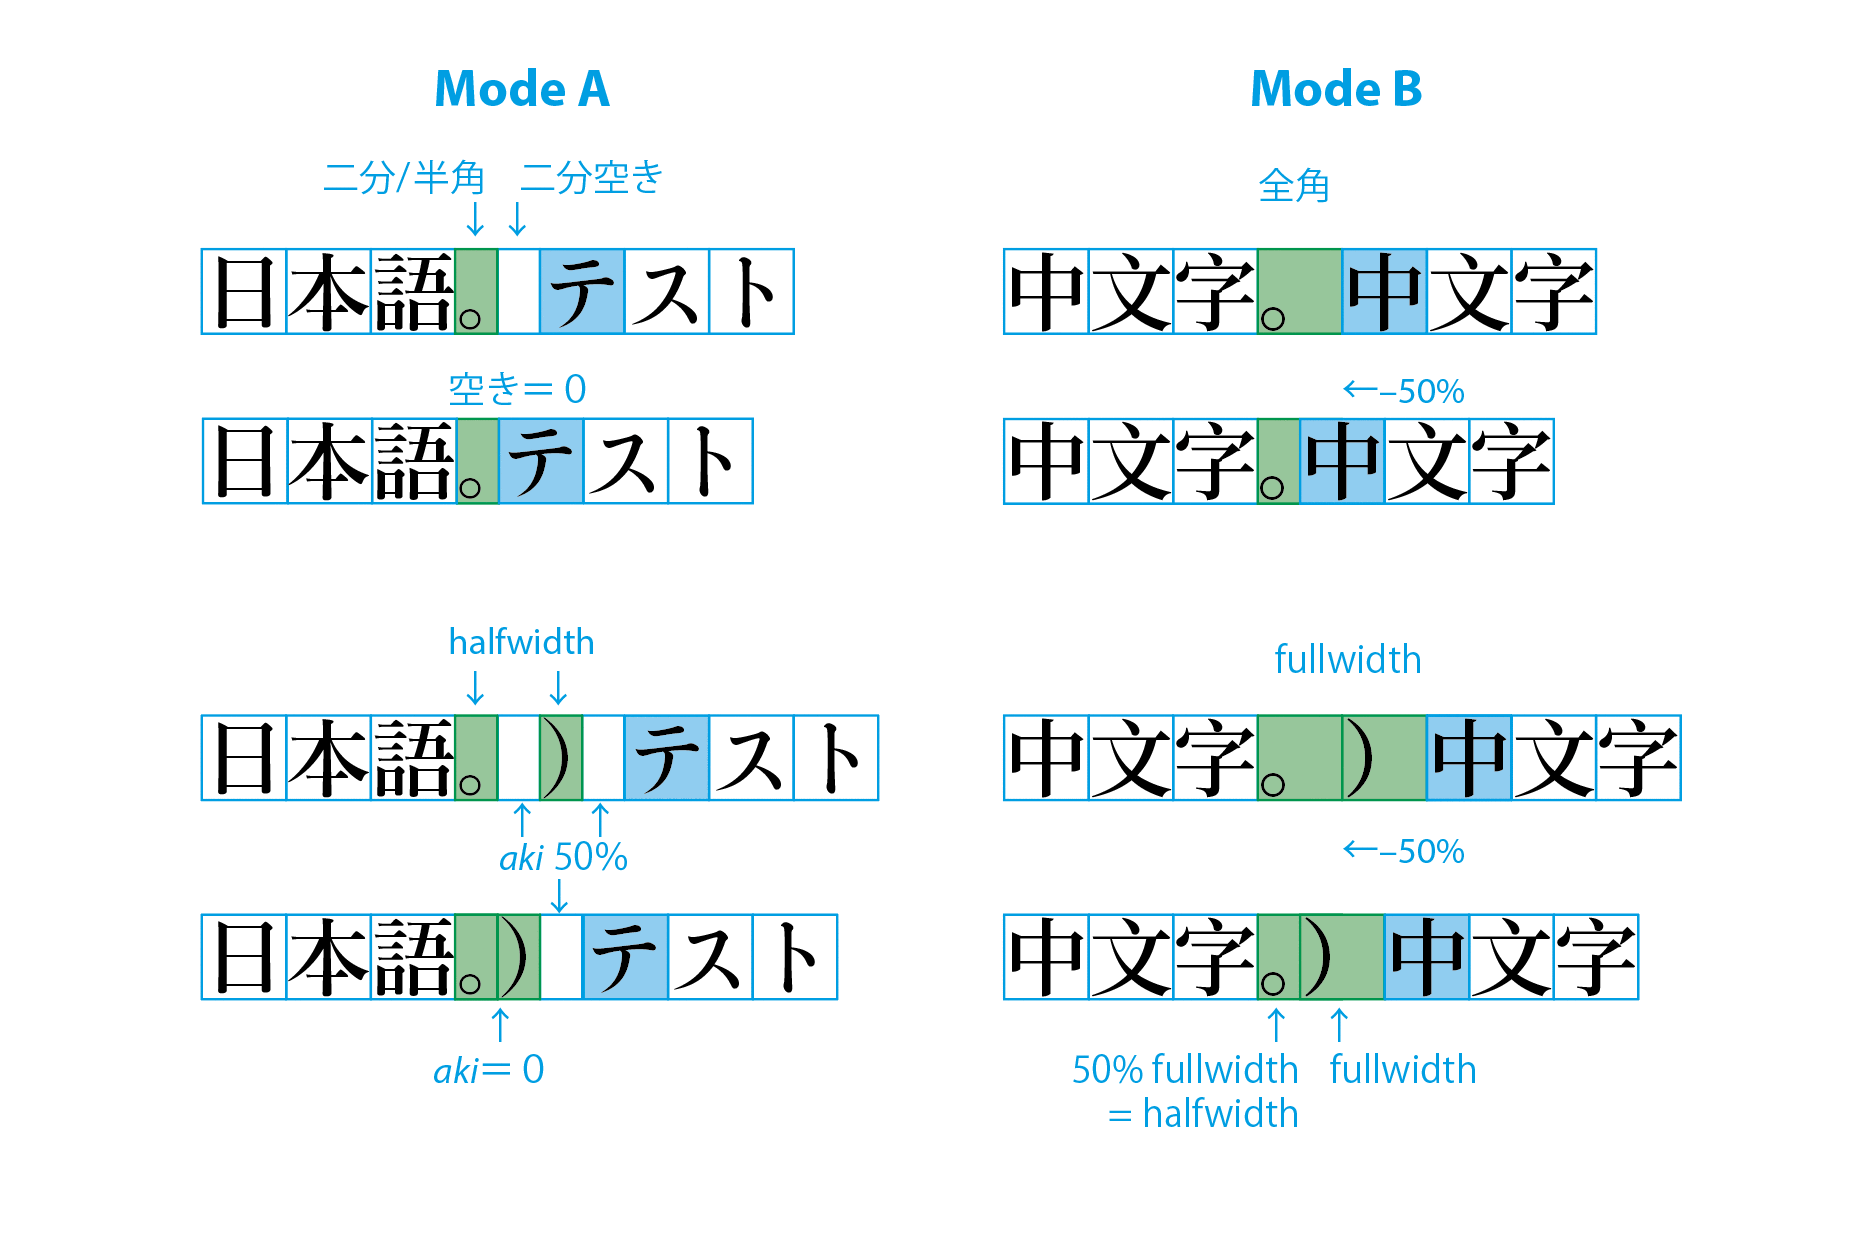 Mode A
二分/半角 二分空き
↓ ↓
日本語。テスト
空き＝0
日本語。テスト
halfwidth
↓ ↓
日本語。）テスト
↑ ↑
aki 50%
↓
日本語。）テスト
↑
aki＝0
Mode B
全角
中文字。中文字
←–50%
中文字。中文字
fullwidth
中文字。）中文字
←–50%
中文字。）中文字
↑ ↑
50% fullwidth fullwidth
= halfwidth